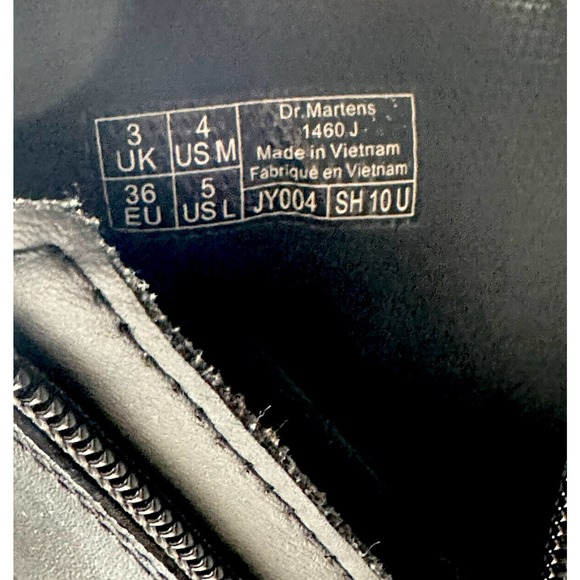 3 UK
4 US M
36 EU
5 US L
Dr.Martens
1460 J
Made in Vietnam
Fabriqué en Vietnam
JY004
SH 10 U